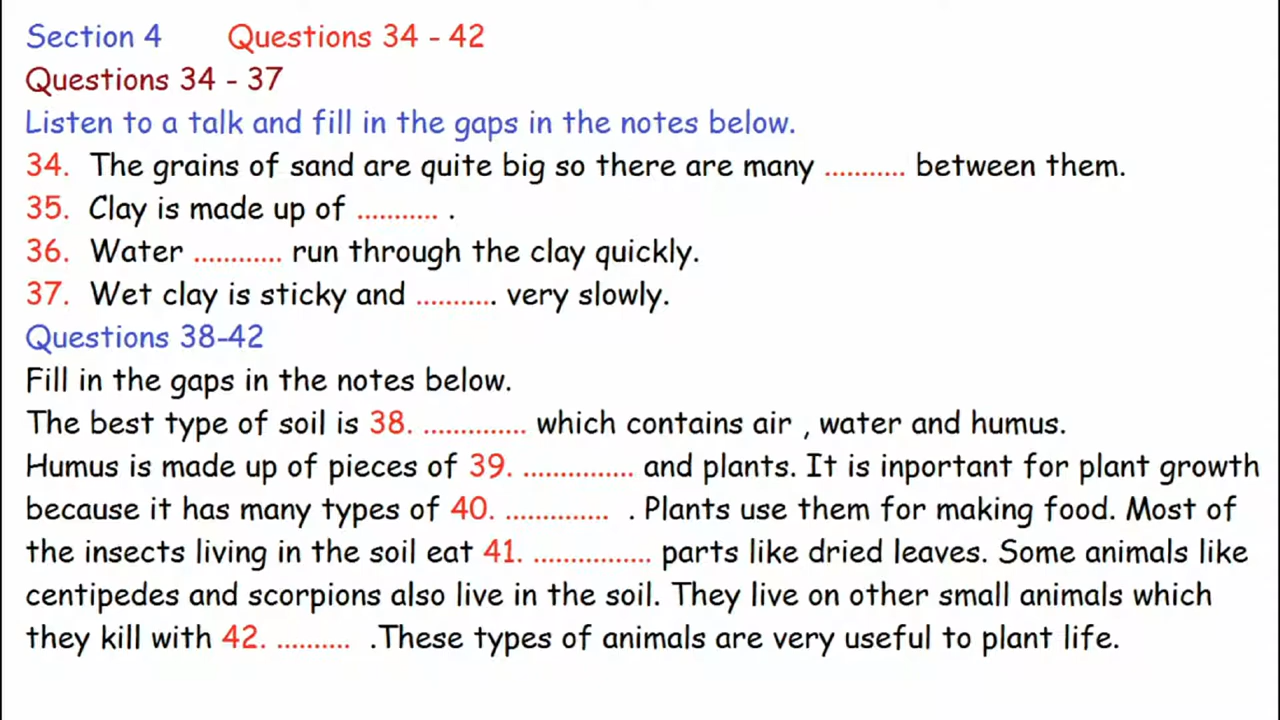 Section 4 Questions 34 - 42
Questions 34 - 37
Listen to a talk and fill in the gaps in the notes below.
34. The grains of sand are quite big so there are many ........... between them.
35. Clay is made up of ........... .
36. Water ............ run through the clay quickly.
37. Wet clay is sticky and ........... very slowly.
Questions 38-42
Fill in the gaps in the notes below.
The best type of soil is 38. .............. which contains air , water and humus.
Humus is made up of pieces of 39. ............... and plants. It is inportant for plant growth
because it has many types of 40. .............. . Plants use them for making food. Most of
the insects living in the soil eat 41. ................ parts like dried leaves. Some animals like
centipedes and scorpions also live in the soil. They live on other small animals which
they kill with 42. .......... .These types of animals are very useful to plant life.